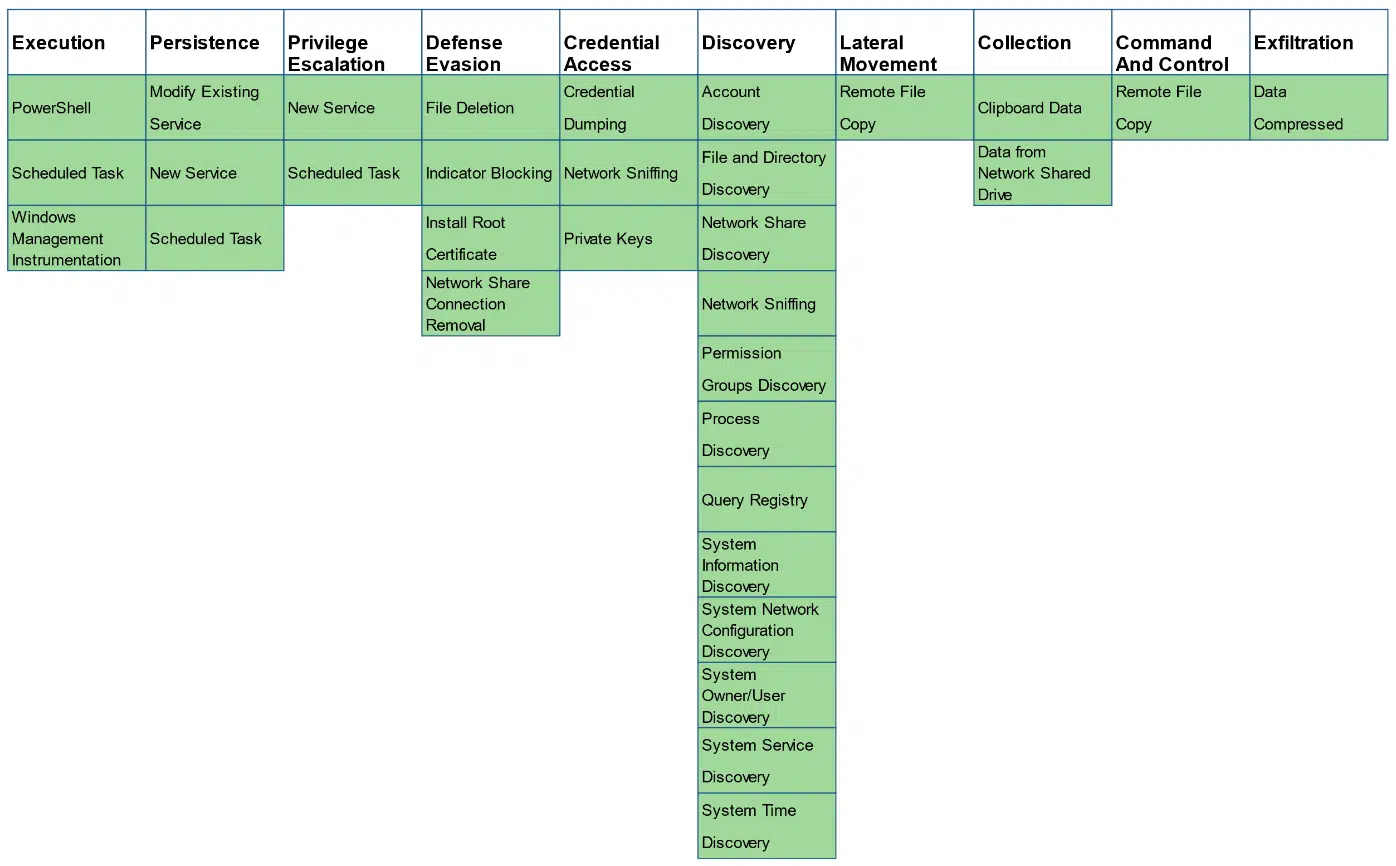 Execution
Persistence
Privilege
Escalation
Defense
Evasion
Credential
Access
Discovery
Lateral
Movement
Collection
Command
And Control
Exfiltration
PowerShell
Modify Existing
Service
New Service
File Deletion
Credential
Dumping
Account
Discovery
Remote File
Copy
Clipboard Data
Remote File
Copy
Data
Compressed
Scheduled Task
New Service
Scheduled Task
Indicator Blocking
Network Sniffing
File and Directory
Discovery
Data from
Network Shared
Drive
Windows
Management
Instrumentation
Scheduled Task
Install Root
Certificate
Private Keys
Network Share
Discovery
Network Share
Connection
Removal
Network Sniffing
Permission
Groups Discovery
Process
Discovery
Query Registry
System
Information
Discovery
System Network
Configuration
Discovery
System
Owner/User
Discovery
System Service
Discovery
System Time
Discovery